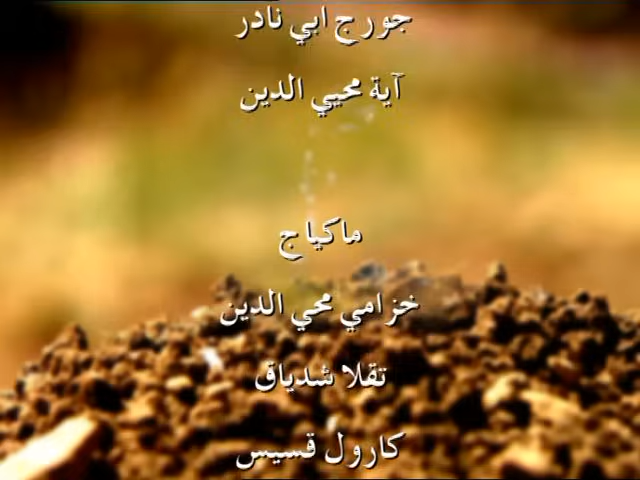 جورج ابي نادر
آية محيي الدين
ماكياج
خزامي محي الدين
تقلا شدياق
كارول قسيس